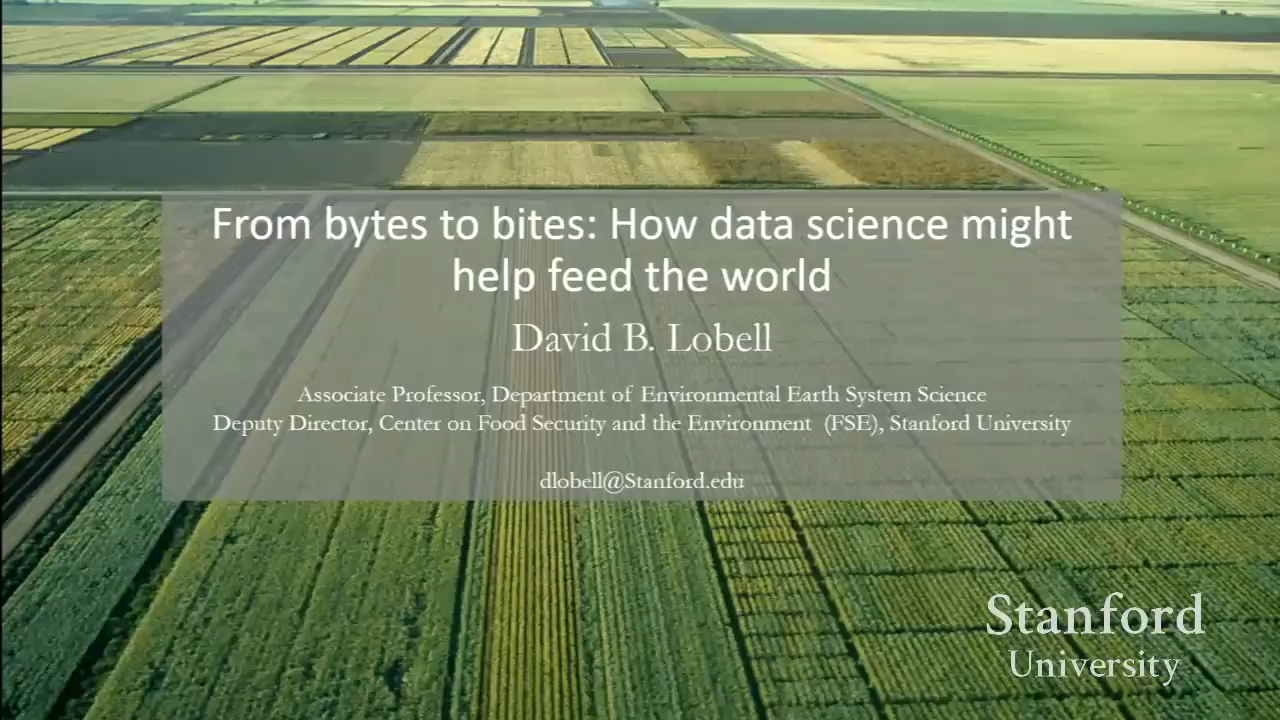 From bytes to bites: How data science might
help feed the world
David B. Lobell
Associate Professor, Department of Environmental Earth System Science
Deputy Director, Center on Food Security and the Environment (FSE), Stanford University
dlobell@Stanford.edu
Stanford
University